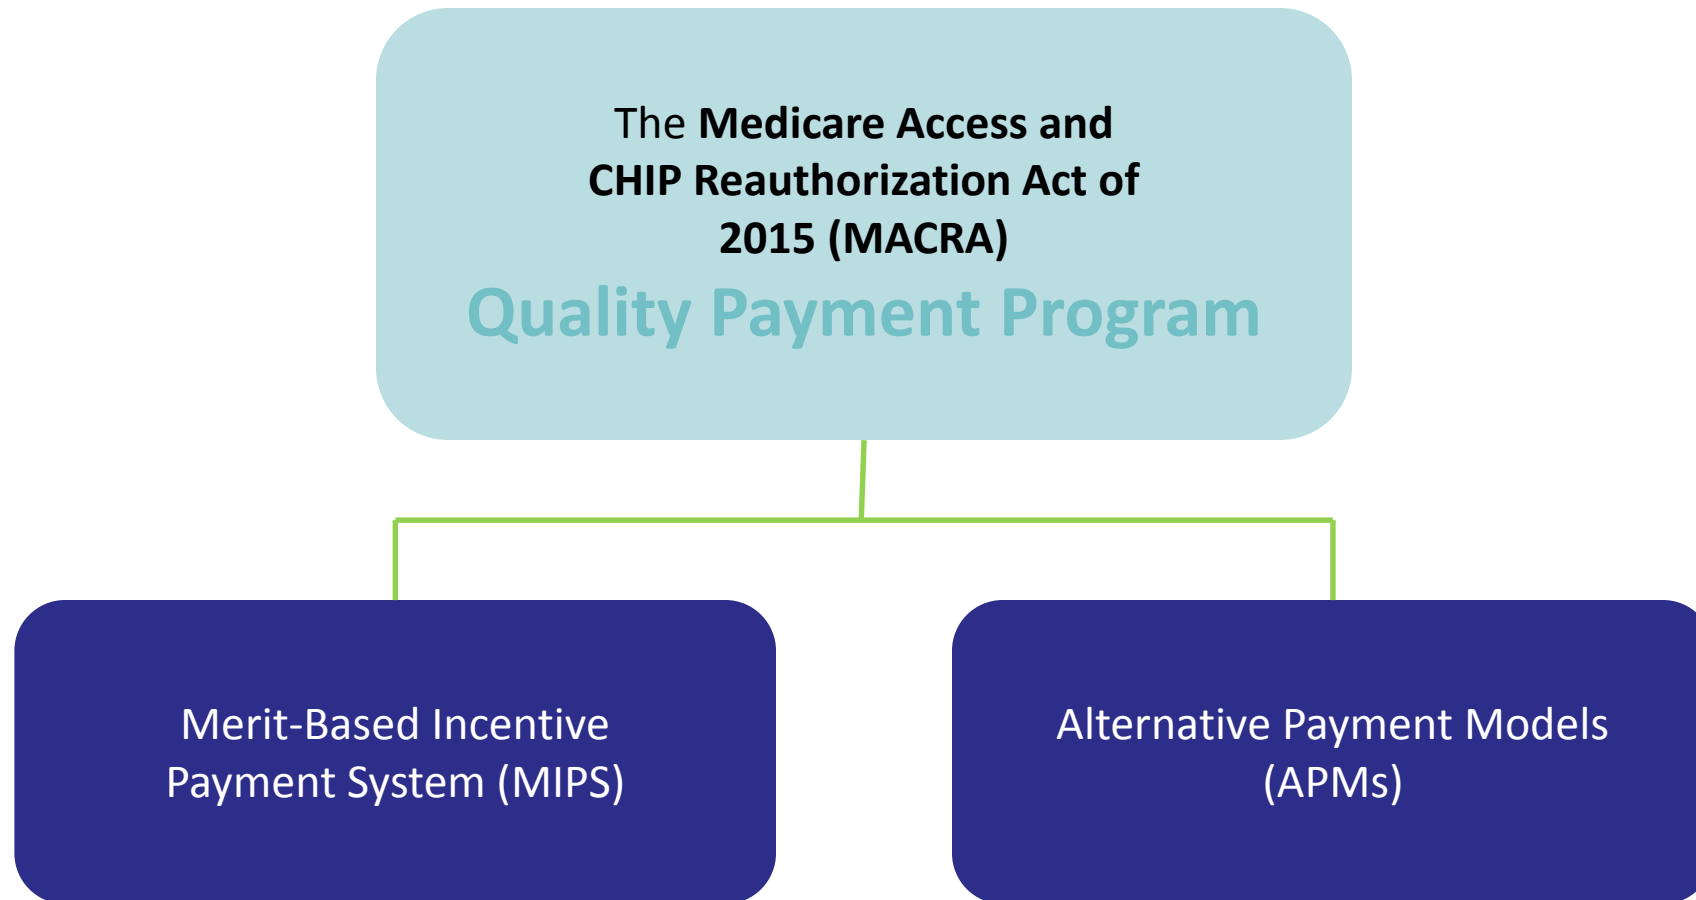 The Medicare Access and
CHIP Reauthorization Act of
2015 (MACRA)
Quality Payment Program
Merit-Based Incentive
Payment System (MIPS)
Alternative Payment Models
(APMs)